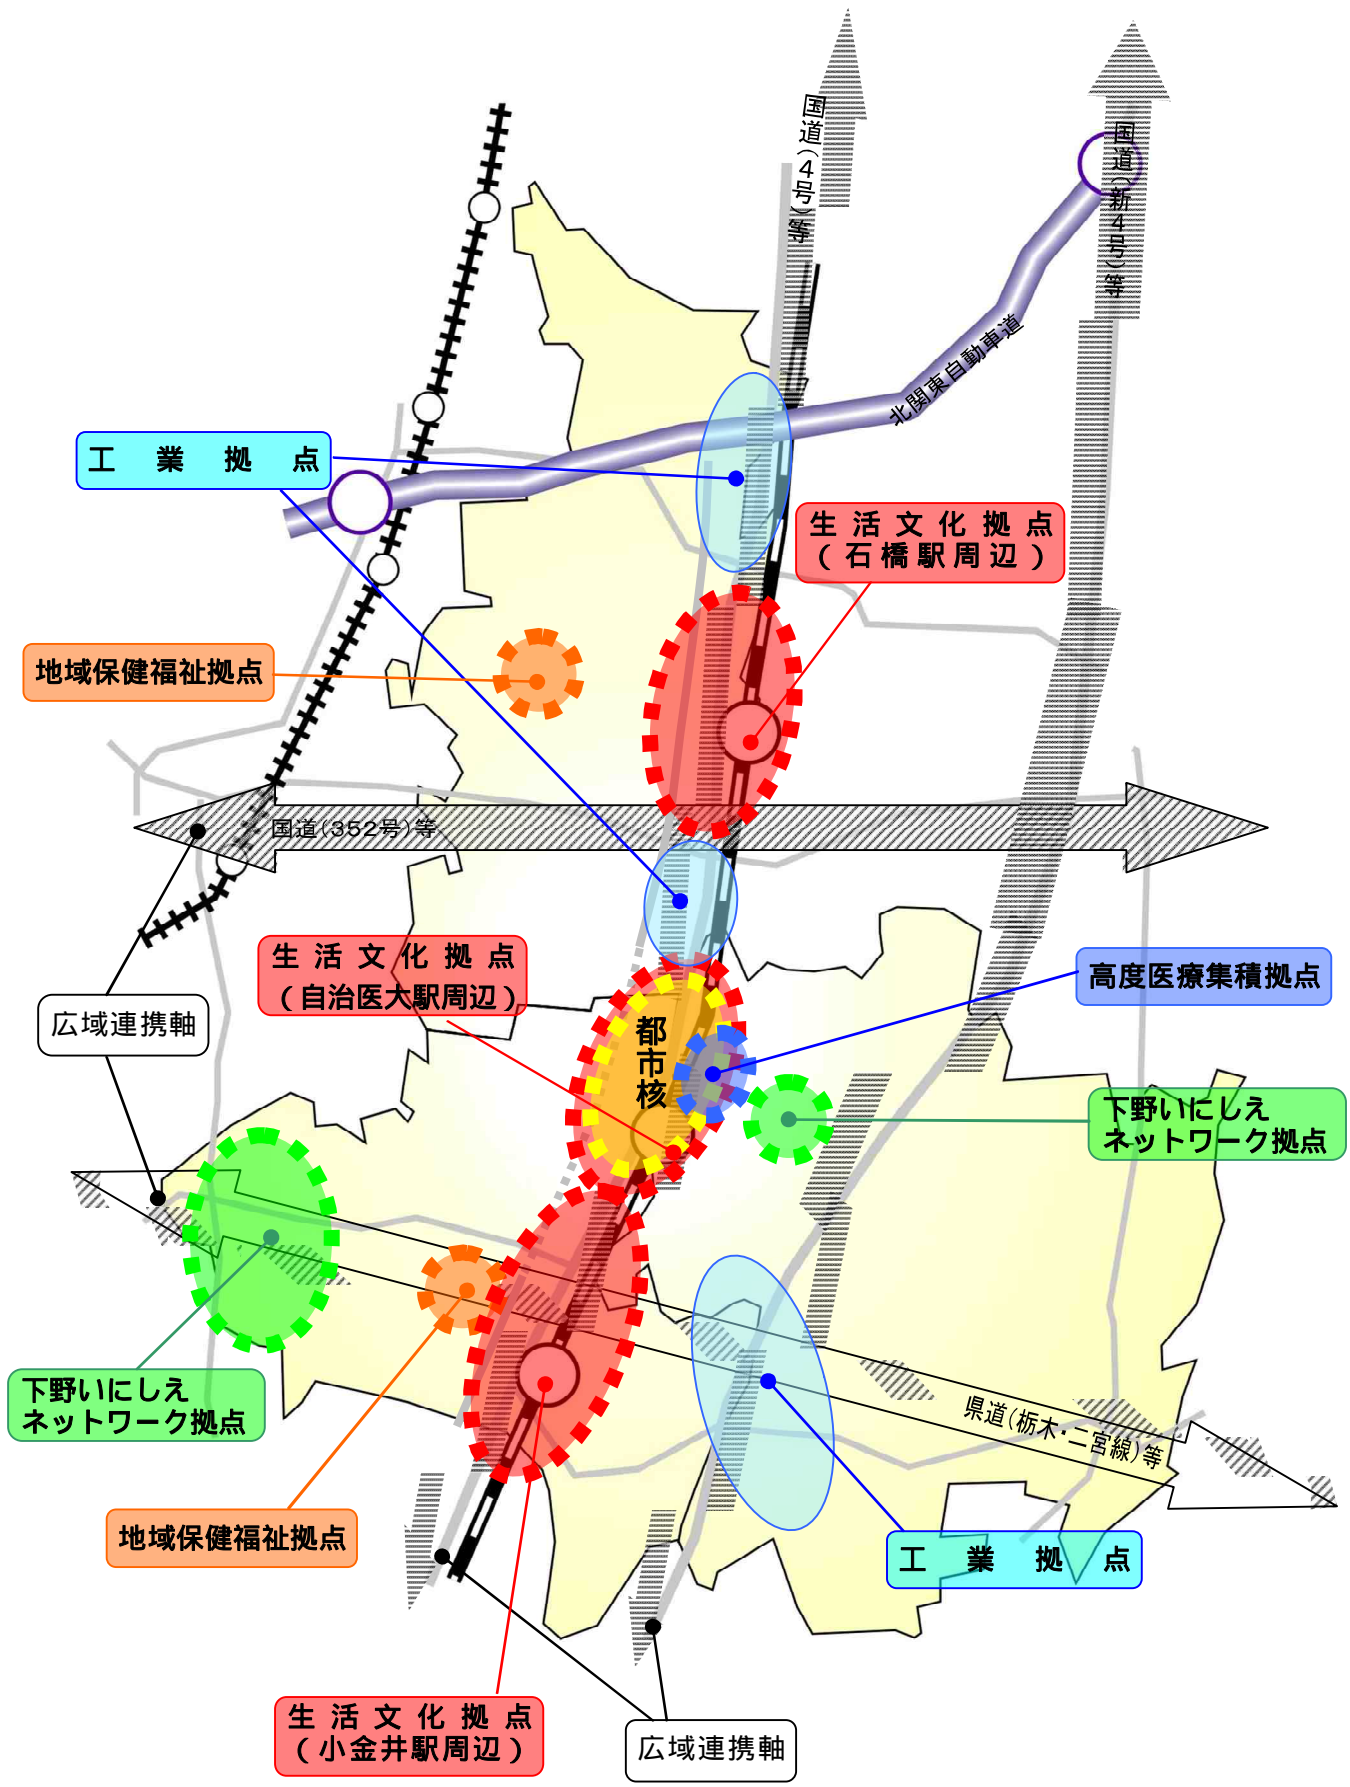 国道（４号）等
国道（新４号）等
北関東自動車道
工業拠点
生活文化拠点
（石橋駅周辺）
地域保健福祉拠点
国道（352号）等
生活文化拠点
（自治医大駅周辺）
高度医療集積拠点
広域連携軸
都市核
下野いにしえ
ネットワーク拠点
下野いにしえ
ネットワーク拠点
県道（栃木・二宮線）等
地域保健福祉拠点
工業拠点
生活文化拠点
（小金井駅周辺）
広域連携軸